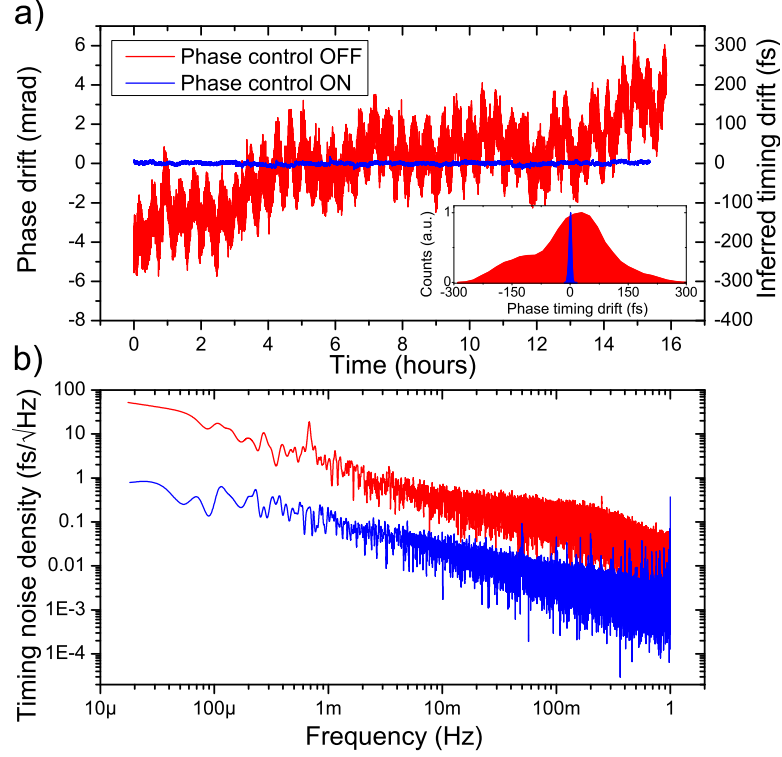 a)
Phase drift (mrad)
6
4
2
0
-2
-4
-6
-8
Phase control OFF
Phase control ON
300
200
100
0
-100
-200
-300
-400
Inferred timing drift (fs)
Counts (a.u.)
1
0
-300 -150 0 150 300
Phase timing drift (fs)
0 2 4 6 8 10 12 14 16
Time (hours)
b)
Timing noise density (fs/√Hz)
100
10
1
0.1
0.01
1E-3
1E-4
10µ 100µ 1m 10m 100m 1
Frequency (Hz)